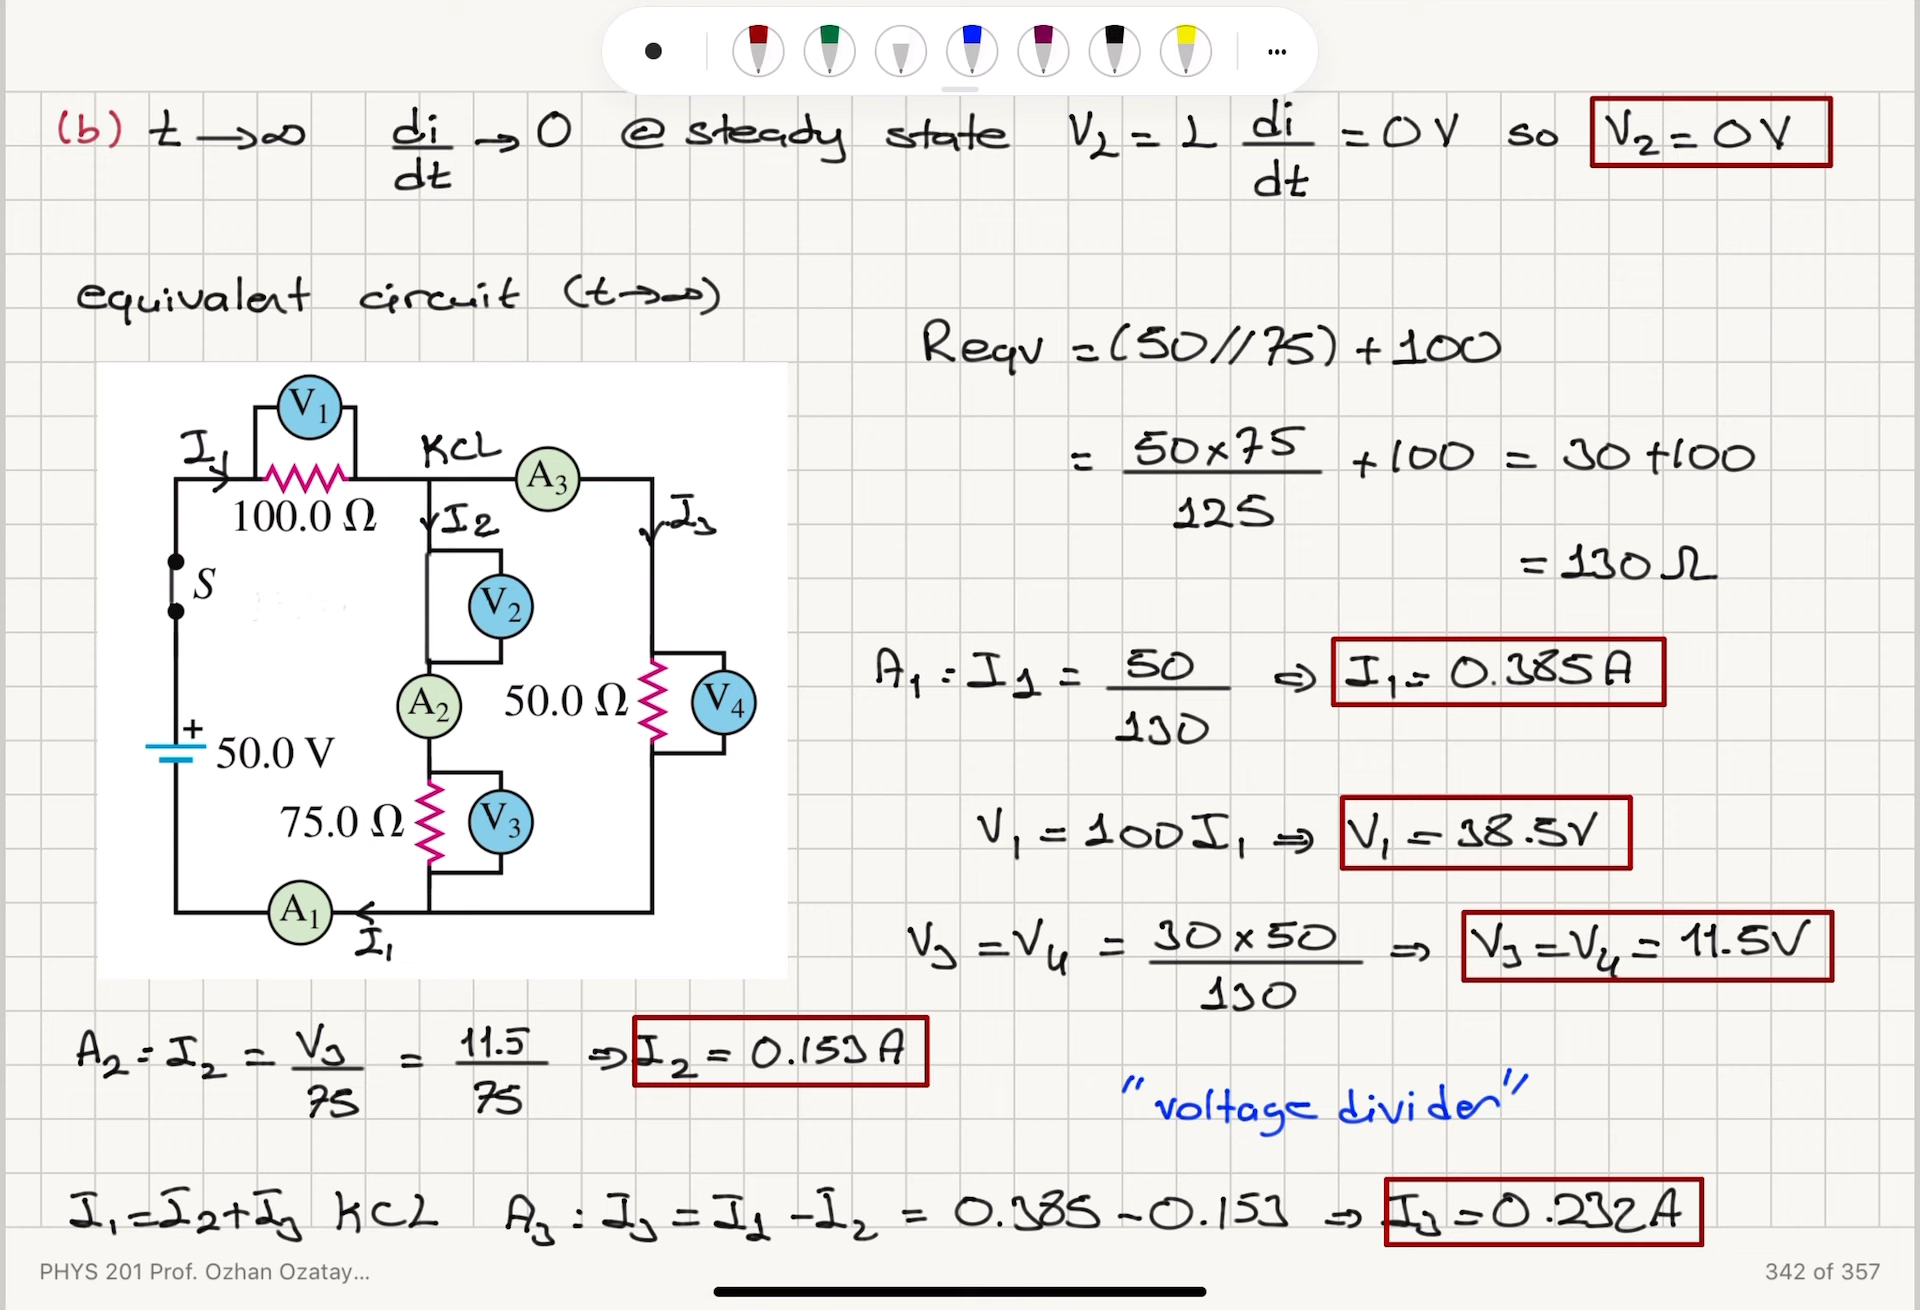 (b) t → ∞ di/dt → 0 @ steady state V_L = L di/dt = 0 V so V₂ = 0 V
equivalent circuit (t → ∞)
Reqv = (50//75) + 100
= 50×75/125 + 100 = 30 + 100
= 130 Ω
V₁
I₁
KCL
A₃
100.0 Ω
I₂
I₃
S
V₂
A₂
50.0 Ω
V₄
+
50.0 V
75.0 Ω
V₃
A₁
I₁
A₁ : I₁ = 50/130 ⇒ I₁ = 0.385 A
V₁ = 100 I₁ ⇒ V₁ = 38.5 V
V₃ = V₄ = 30×50/130 ⇒ V₃ = V₄ = 11.5 V
A₂ : I₂ = V₃/75 = 11.5/75 ⇒ I₂ = 0.153 A
"voltage divider"
I₁ = I₂ + I₃ KCL A₃ : I₃ = I₁ − I₂ = 0.385 − 0.153 ⇒ I₃ = 0.232 A
PHYS 201 Prof. Ozhan Ozatay...
342 of 357